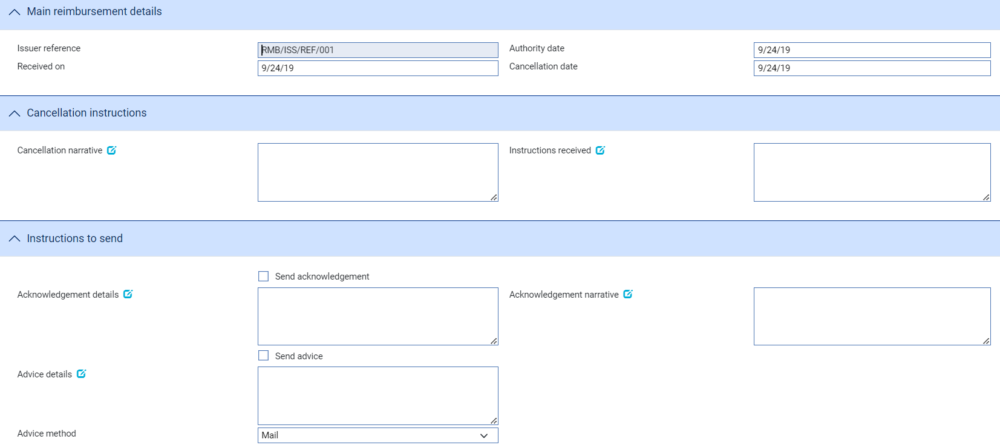 Main reimbursement details
Issuer reference RMB/ISS/REF/001 Authority date 9/24/19
Received on 9/24/19 Cancellation date 9/24/19
Cancellation instructions
Cancellation narrative Instructions received
Instructions to send
Send acknowledgement
Acknowledgement details Acknowledgement narrative
Send advice
Advice details
Advice method Mail